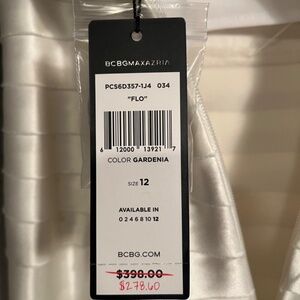 BCBGMAXAZRIA
PCS6D357-1J4 034
"FLO"
6 12000 13921 7
COLOR GARDENIA
SIZE 12
AVAILABLE IN
0 2 4 6 8 10 12
BCBG.COM
$398.00
$278.60